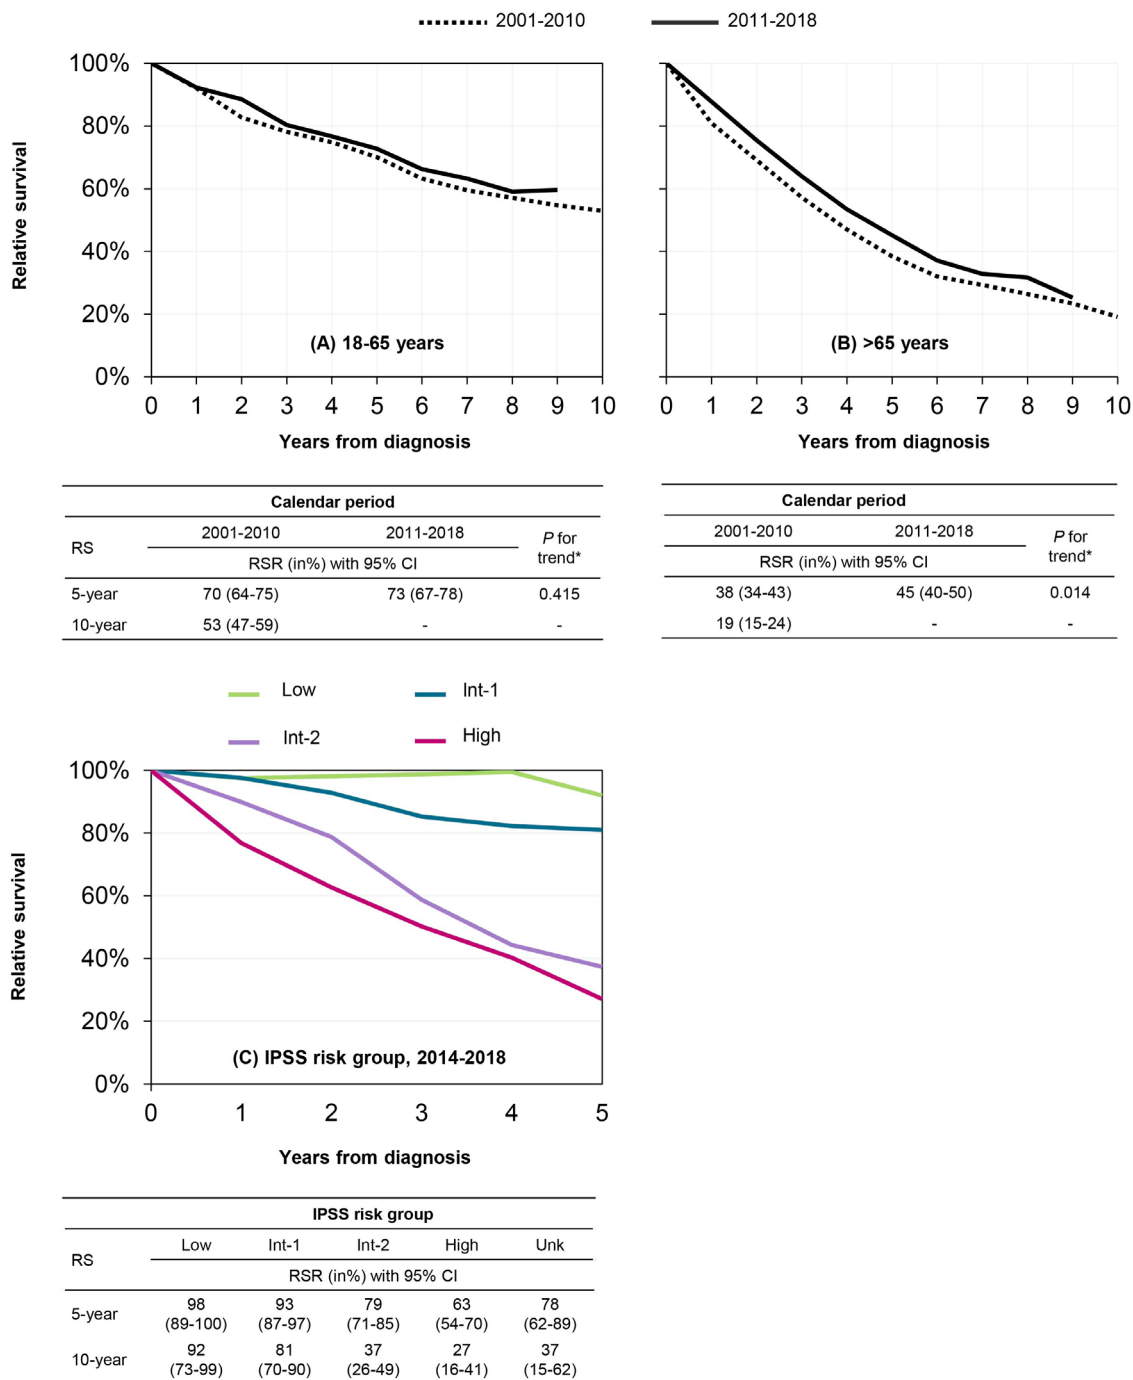 2001-2010 2011-2018
100%
80%
60%
40%
20%
0%
Relative survival
(A) 18-65 years
0 1 2 3 4 5 6 7 8 9 10
Years from diagnosis
(B) >65 years
0 1 2 3 4 5 6 7 8 9 10
Years from diagnosis
Calendar period
RS 2001-2010 2011-2018 P for trend*
RSR (in%) with 95% CI
5-year 70 (64-75) 73 (67-78) 0.415
10-year 53 (47-59) - -
Calendar period
2001-2010 2011-2018 P for trend*
RSR (in%) with 95% CI
38 (34-43) 45 (40-50) 0.014
19 (15-24) - -
Low Int-1
Int-2 High
100%
80%
60%
40%
20%
0%
Relative survival
(C) IPSS risk group, 2014-2018
0 1 2 3 4 5
Years from diagnosis
IPSS risk group
RS Low Int-1 Int-2 High Unk
RSR (in%) with 95% CI
5-year 98 93 79 63 78
(89-100) (87-97) (71-85) (54-70) (62-89)
10-year 92 81 37 27 37
(73-99) (70-90) (26-49) (16-41) (15-62)